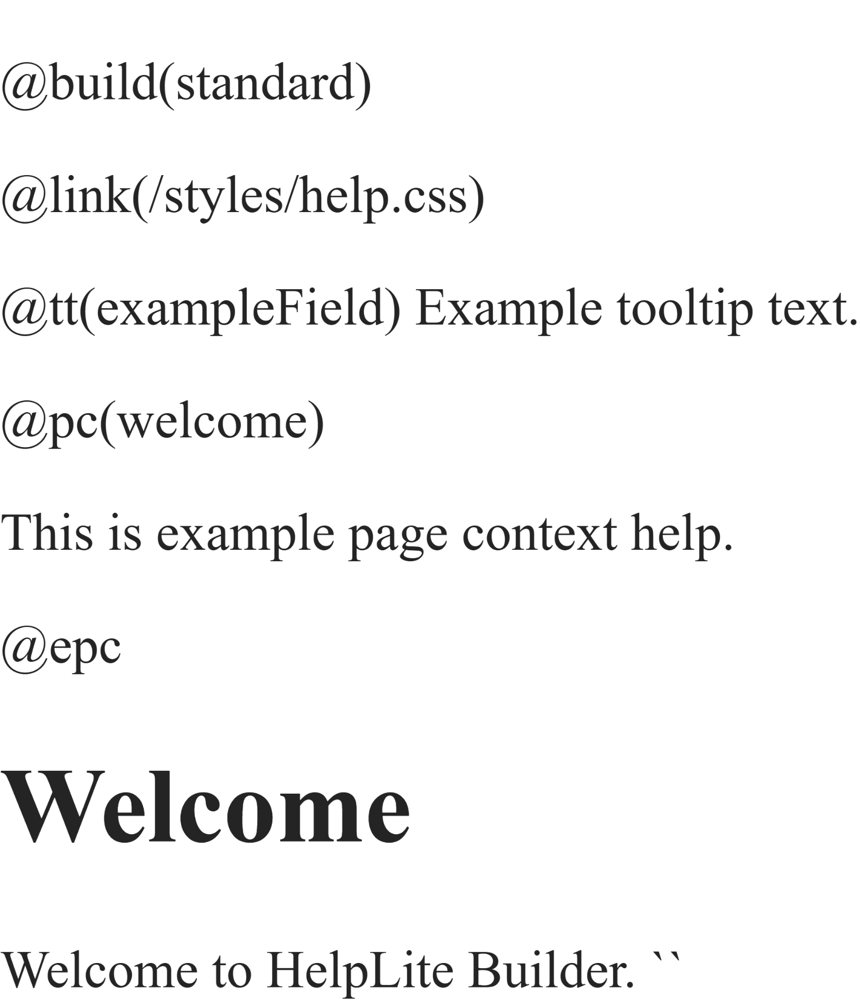 @build(standard)
@link(/styles/help.css)
@tt(exampleField) Example tooltip text.
@pc(welcome)
This is example page context help.
@epc
Welcome
Welcome to HelpLite Builder. ``